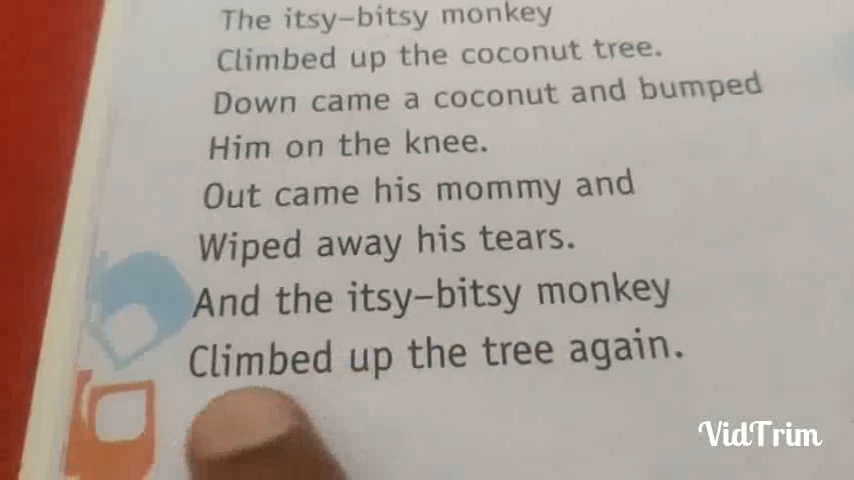 The itsy-bitsy monkey
Climbed up the coconut tree.
Down came a coconut and bumped
Him on the knee.
Out came his mommy and
Wiped away his tears.
And the itsy-bitsy monkey
Climbed up the tree again.
VidTrim